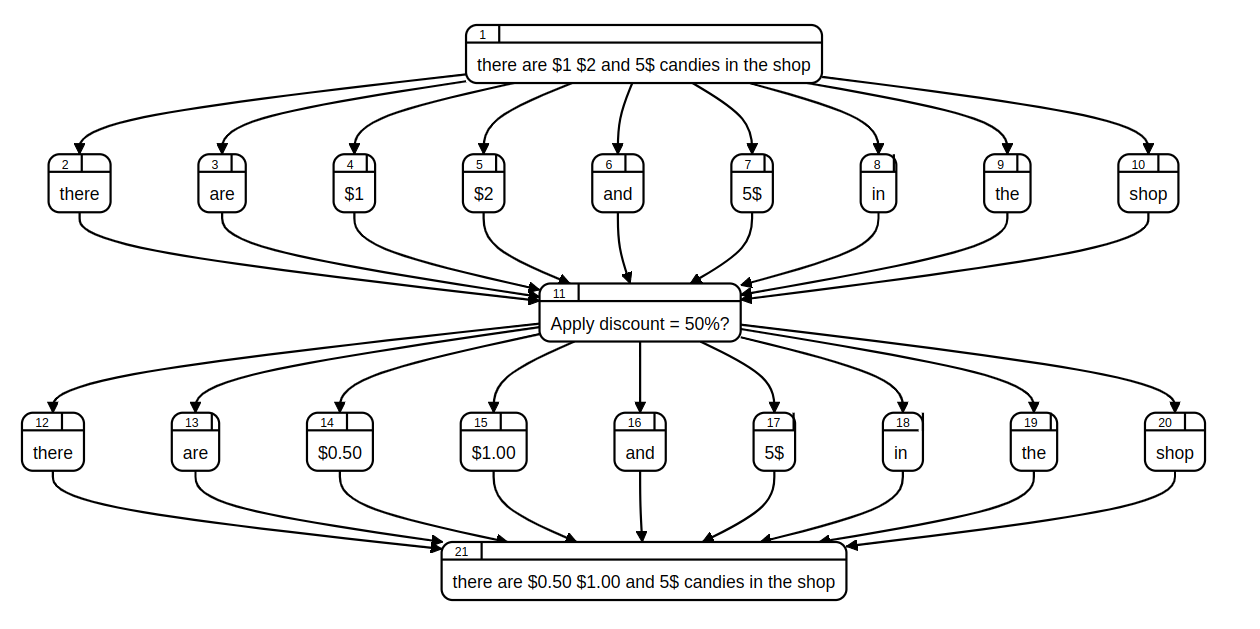 1
there are $1 $2 and 5$ candies in the shop
2
there
3
are
4
$1
5
$2
6
and
7
5$
8
in
9
the
10
shop
11
Apply discount = 50%?
12
there
13
are
14
$0.50
15
$1.00
16
and
17
5$
18
in
19
the
20
shop
21
there are $0.50 $1.00 and 5$ candies in the shop